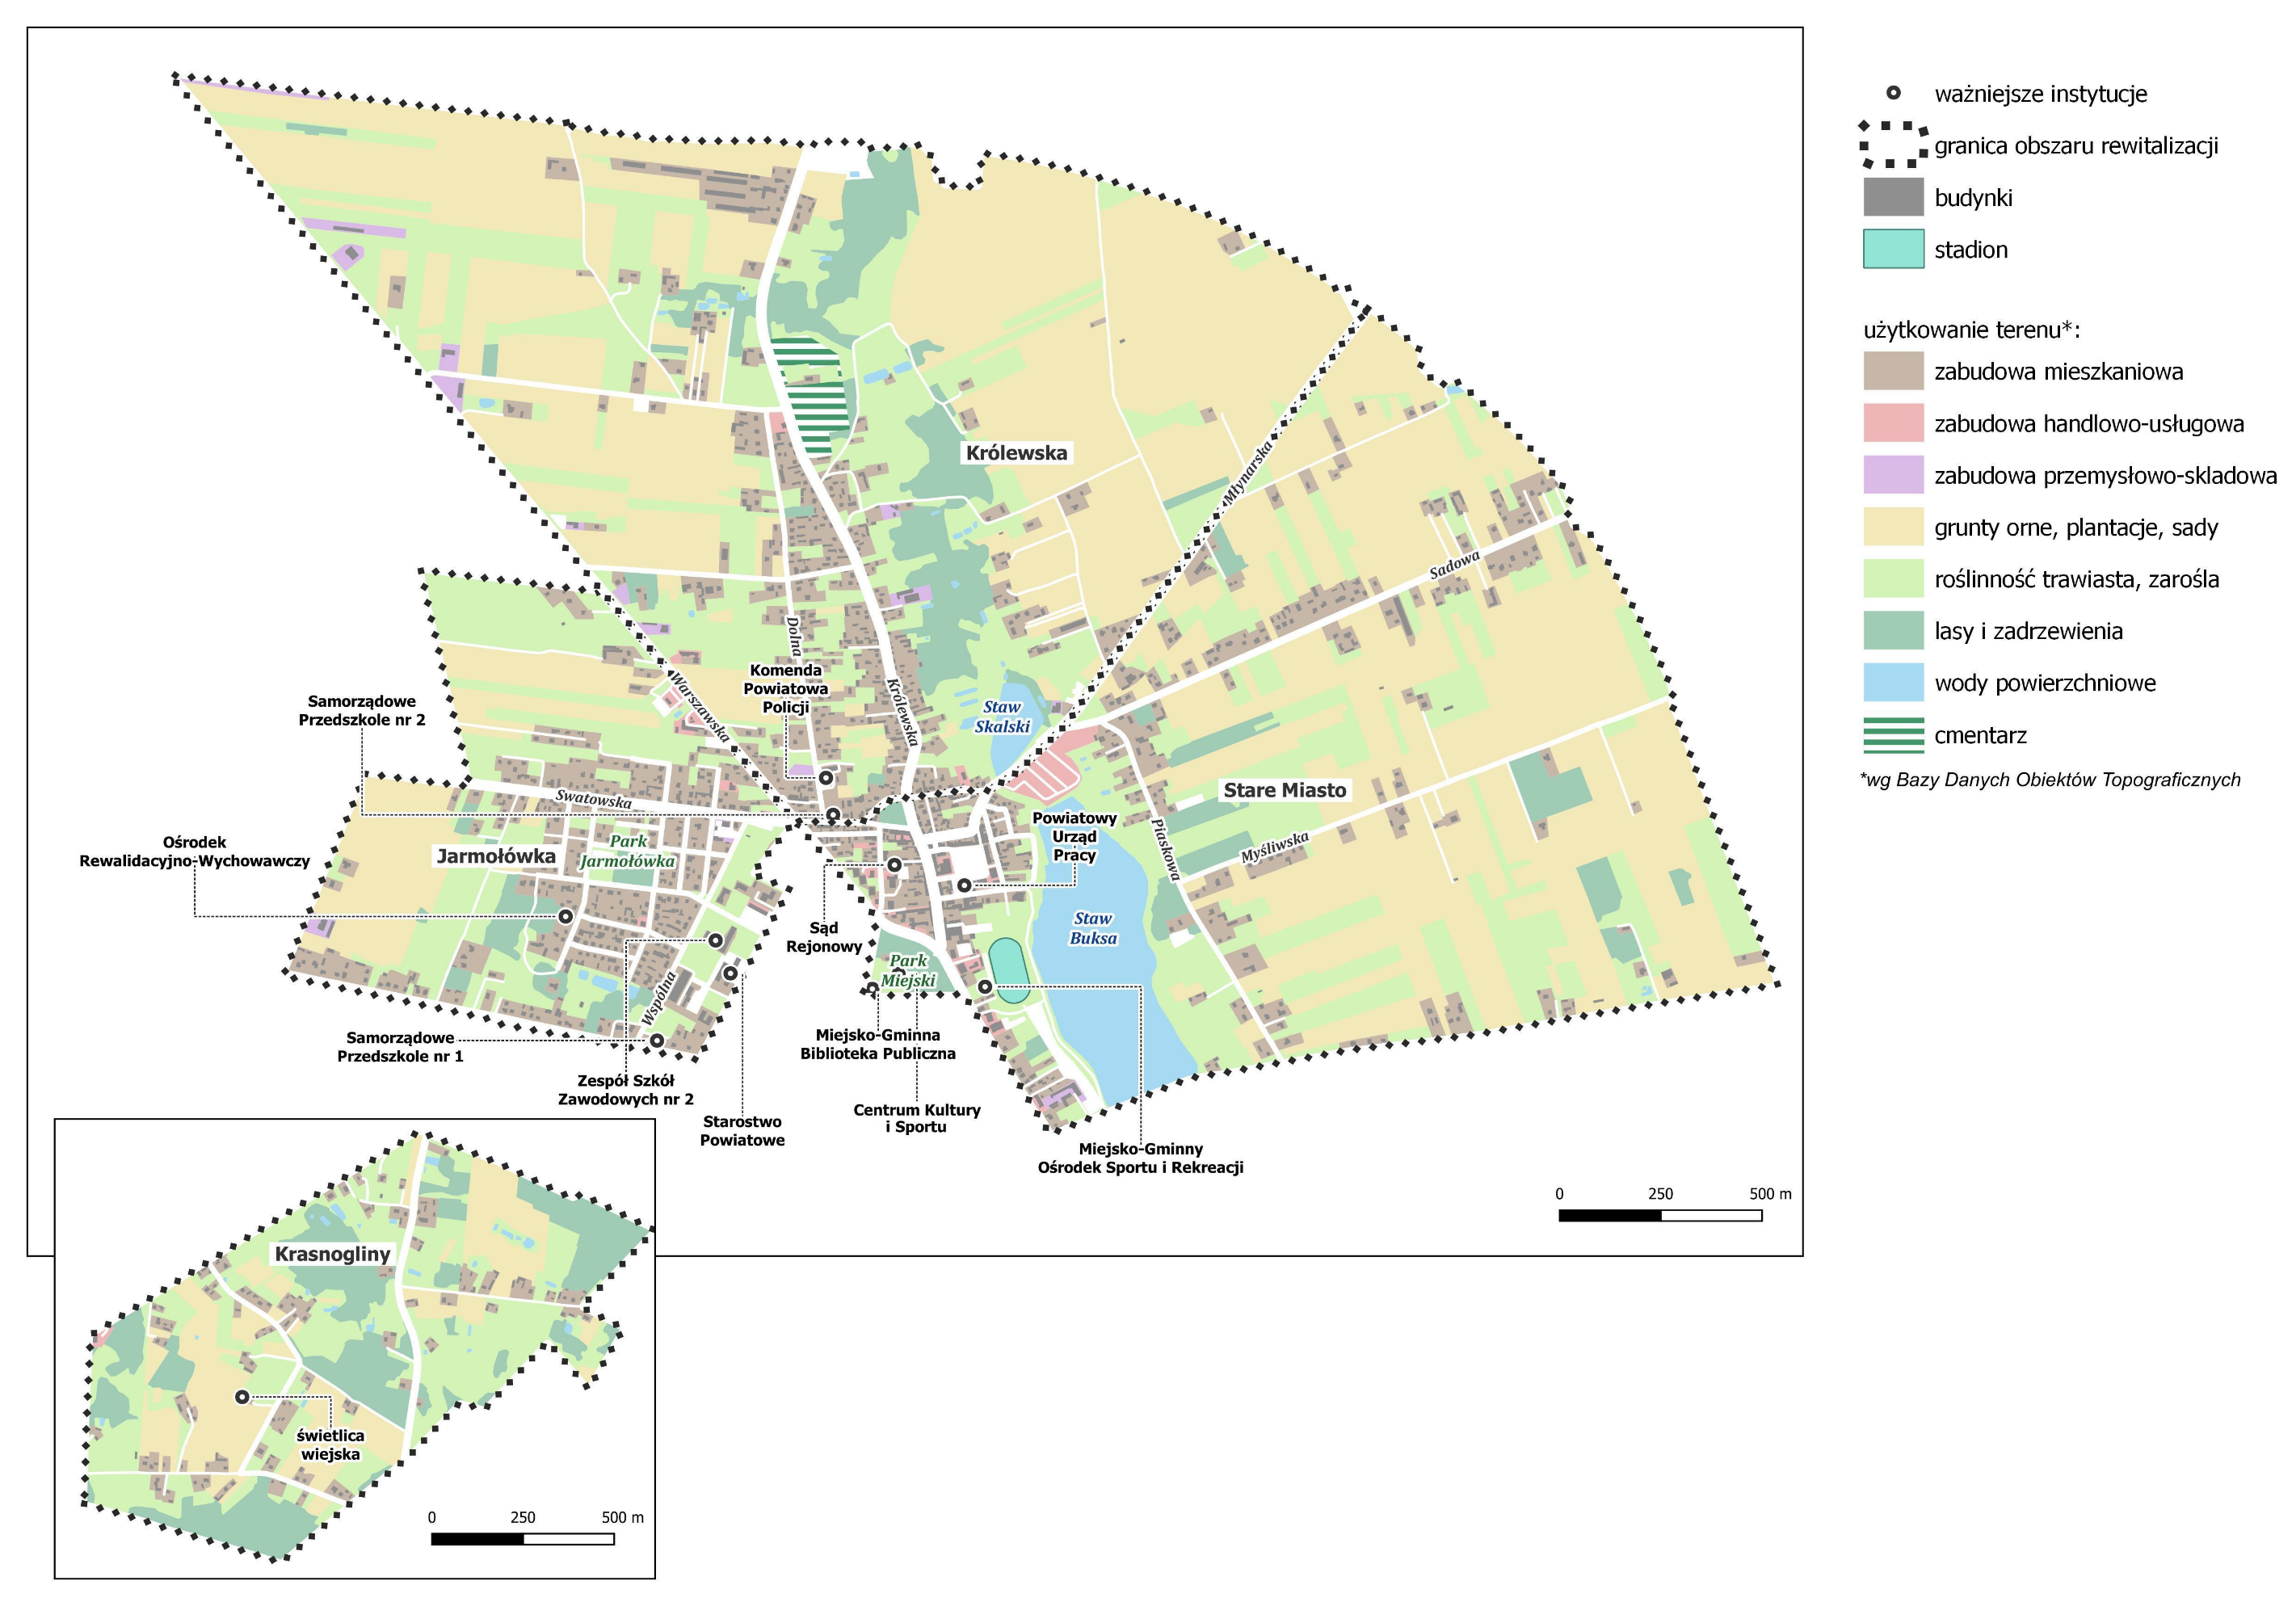 ważniejsze instytucje
granica obszaru rewitalizacji
budynki
stadion
użytkowanie terenu*:
zabudowa mieszkaniowa
zabudowa handlowo-usługowa
zabudowa przemysłowo-skladowa
grunty orne, plantacje, sady
roślinność trawiasta, zarośla
lasy i zadrzewienia
wody powierzchniowe
cmentarz
*wg Bazy Danych Obiektów Topograficznych
Królewska
Młynarska
Sadowa
Dolna
Komenda
Powiatowa
Policji
Warszawska
Królewska
Staw
Skalski
Samorządowe
Przedszkole nr 2
Swatowska
Stare Miasto
Powiatowy
Urząd
Pracy
Piaskowa
Myśliwska
Ośrodek
Rewalidacyjno-Wychowawczy
Jarmołówka
Park
Jarmołówka
Sąd
Rejonowy
Staw
Buksa
Park
Miejski
Wspólna
Samorządowe
Przedszkole nr 1
Miejsko-Gminna
Biblioteka Publiczna
Zespół Szkół
Zawodowych nr 2
Centrum Kultury
i Sportu
Starostwo
Powiatowe
Miejsko-Gminny
Ośrodek Sportu i Rekreacji
0 250 500 m
Krasnogliny
świetlica
wiejska
0 250 500 m